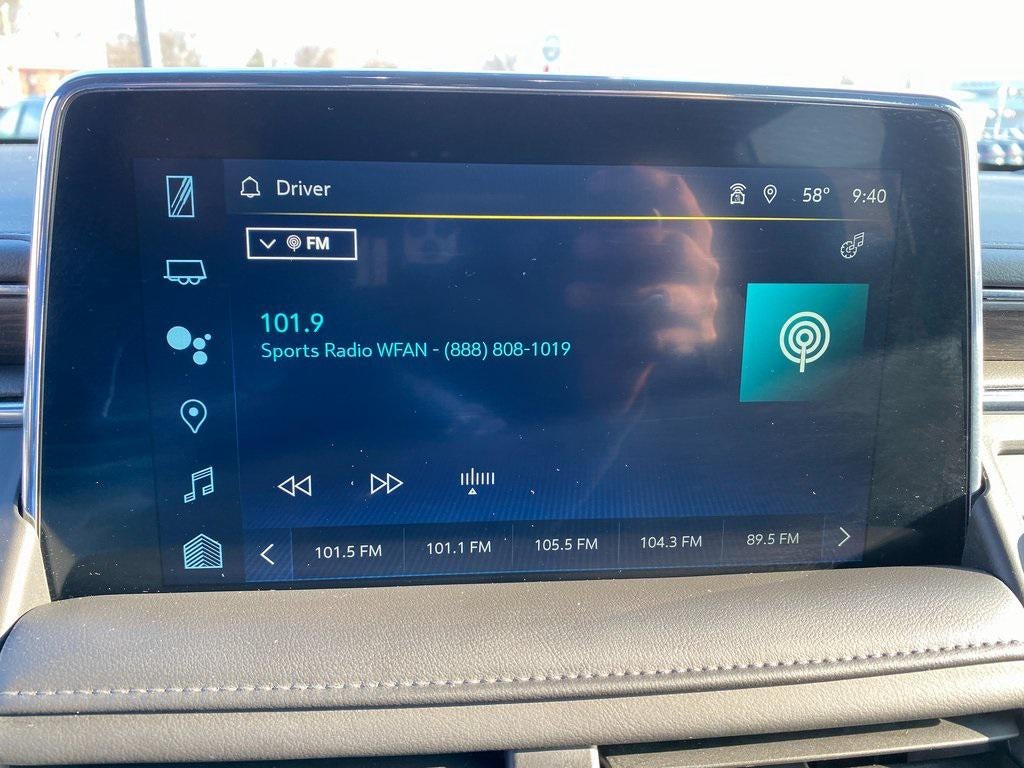 Driver
58° 9:40
FM
101.9
Sports Radio WFAN - (888) 808-1019
101.5 FM 101.1 FM 105.5 FM 104.3 FM 89.5 FM